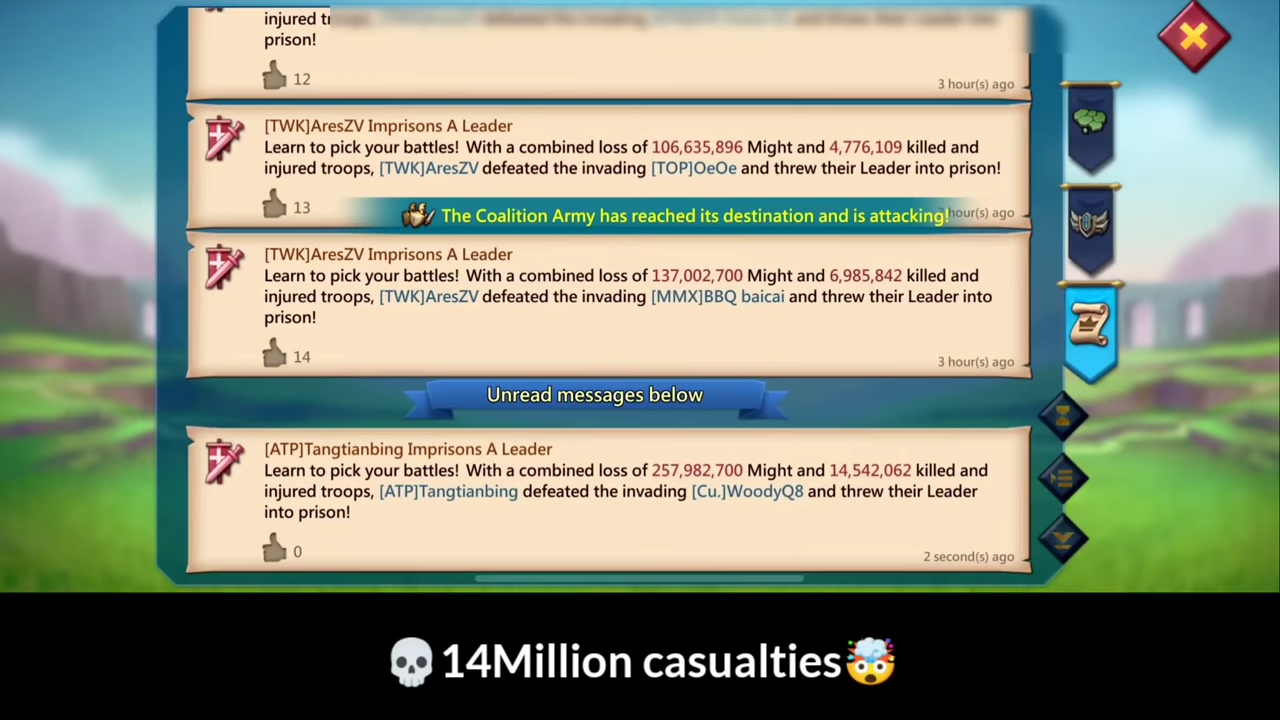 injured tr
prison!
12
3 hour(s) ago
[TWK]AresZV Imprisons A Leader
Learn to pick your battles! With a combined loss of 106,635,896 Might and 4,776,109 killed and
injured troops, [TWK]AresZV defeated the invading [TOP]OeOe and threw their Leader into prison!
13
The Coalition Army has reached its destination and is attacking!
hour(s) ago
[TWK]AresZV Imprisons A Leader
Learn to pick your battles! With a combined loss of 137,002,700 Might and 6,985,842 killed and
injured troops, [TWK]AresZV defeated the invading [MMX]BBQ baicai and threw their Leader into
prison!
14
3 hour(s) ago
Unread messages below
[ATP]Tangtianbing Imprisons A Leader
Learn to pick your battles! With a combined loss of 257,982,700 Might and 14,542,062 killed and
injured troops, [ATP]Tangtianbing defeated the invading [Cu.]WoodyQ8 and threw their Leader
into prison!
0
2 second(s) ago
💀14Million casualties🤯